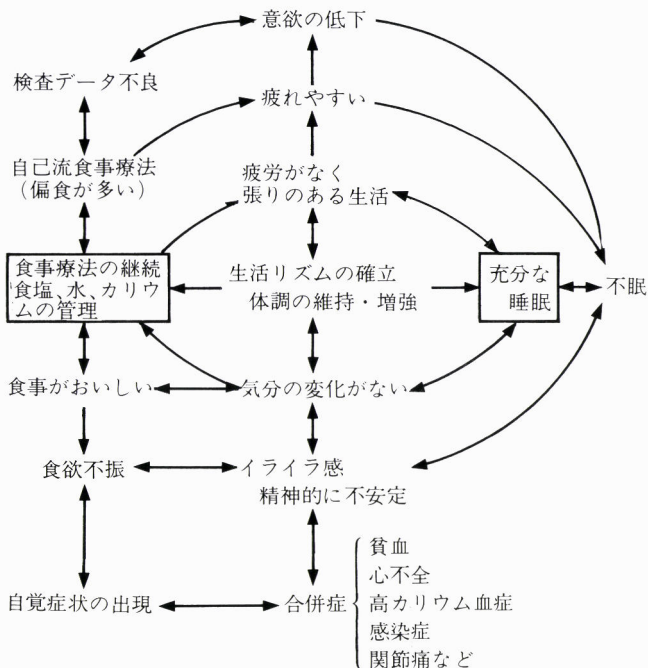 意欲の低下
検査データ不良
疲れやすい
自己流食事療法
(偏食が多い)
疲労がなく
張りのある生活
食事療法の継続
食塩、水、カリウ
ムの管理
生活リズムの確立
体調の維持・増強
充分な
睡眠
不眠
食事がおいしい
気分の変化がない
食欲不振
イライラ感
精神的に不安定
自覚症状の出現
合併症
貧血
心不全
高カリウム血症
感染症
関節痛など